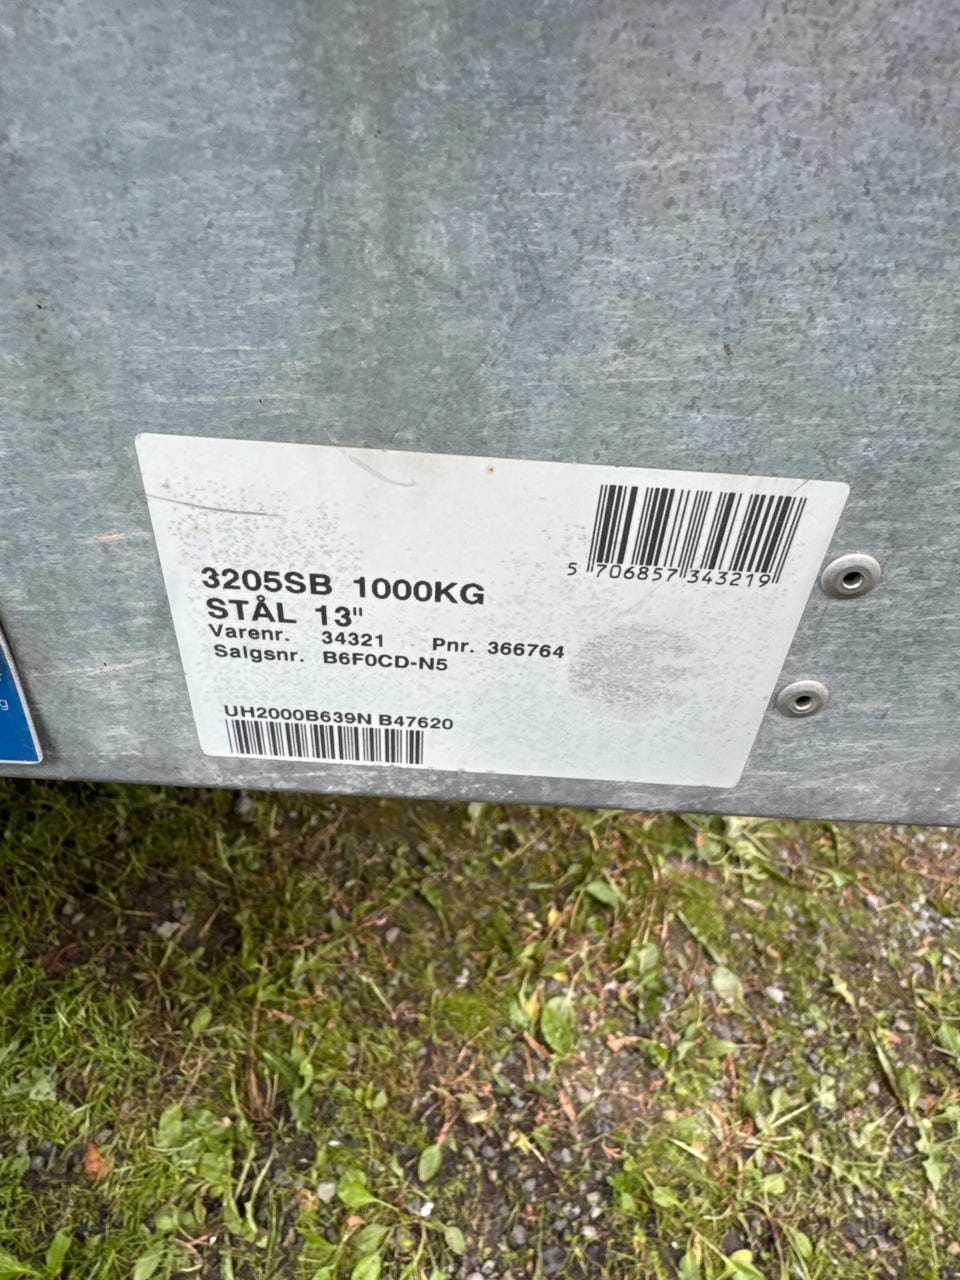 5 706857 343219
3205SB 1000KG
STÅL 13"
Varenr. 34321 Pnr. 366764
Salgsnr. B6F0CD-N5
UH2000B639N B47620
g